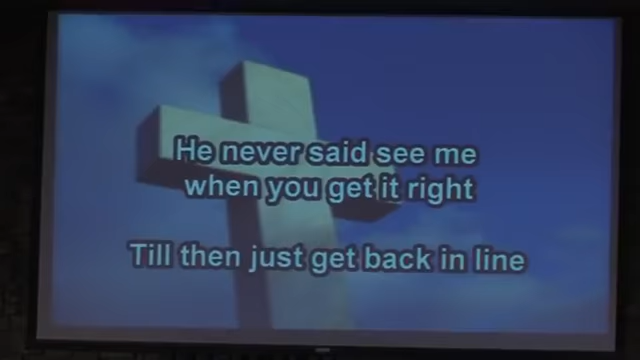 He never said see me
when you get it right
Till then just get back in line